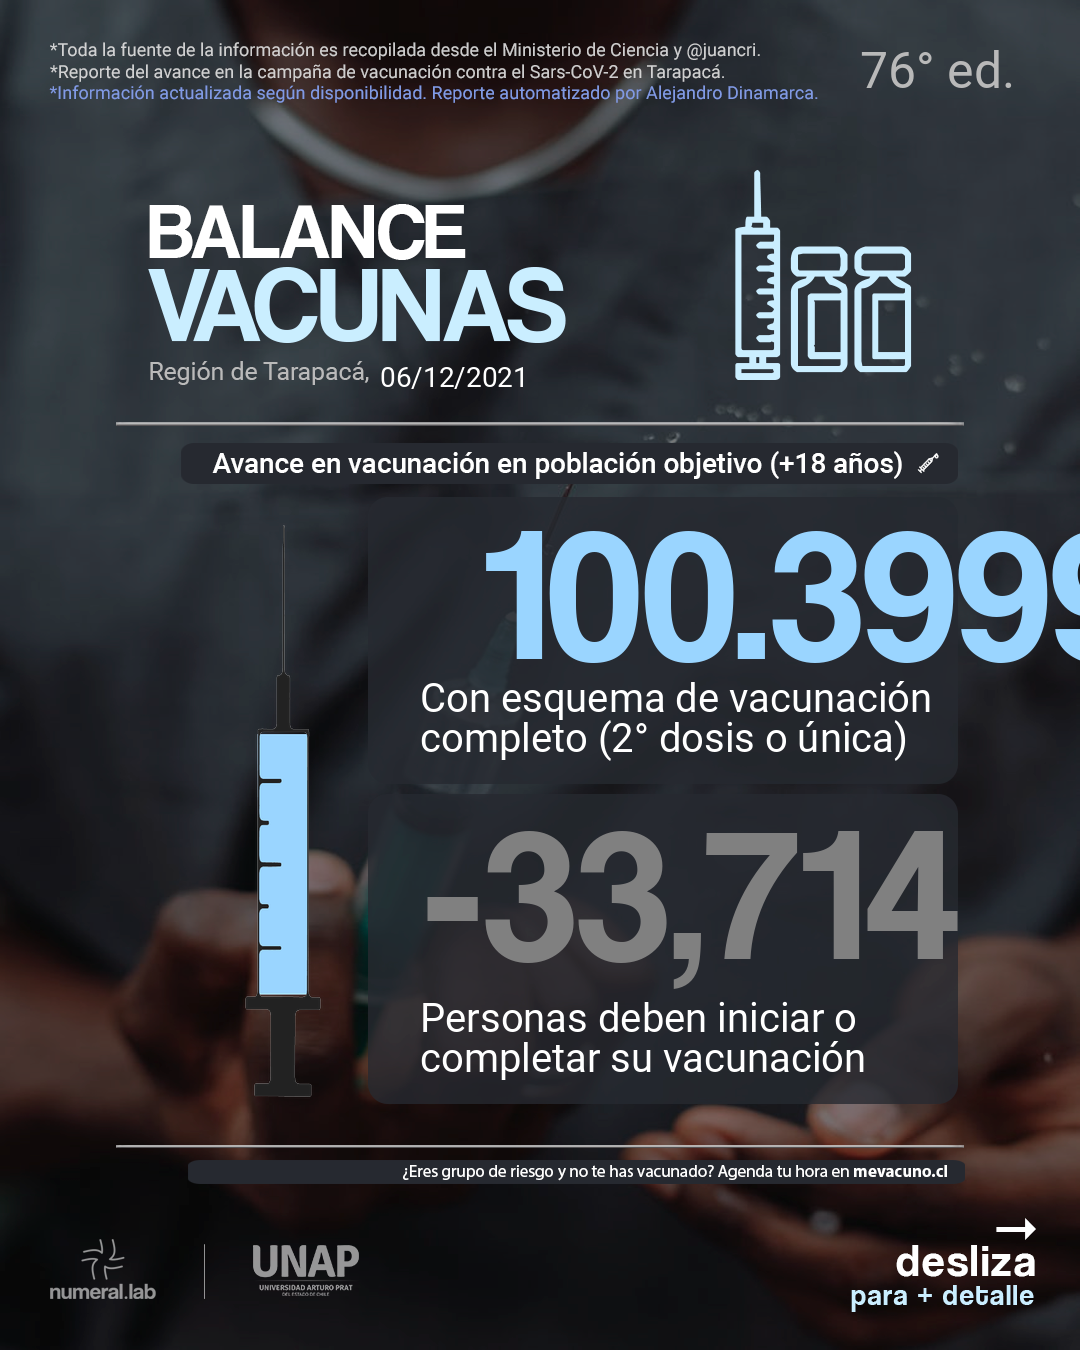 *Toda la fuente de la información es recopilada desde el Ministerio de Ciencia y @juancri.
*Reporte del avance en la campaña de vacunación contra el Sars-CoV-2 en Tarapacá.
*Información actualizada según disponibilidad. Reporte automatizado por Alejandro Dinamarca.
76° ed.
BALANCE
VACUNAS
Región de Tarapacá, 06/12/2021
Avance en vacunación en población objetivo (+18 años)
100.3999
Con esquema de vacunación
completo (2° dosis o única)
-33,714
Personas deben iniciar o
completar su vacunación
¿Eres grupo de riesgo y no te has vacunado? Agenda tu hora en mevacuno.cl
numeral.lab
UNAP
UNIVERSIDAD ARTURO PRAT
DEL ESTADO DE CHILE
desliza
para + detalle